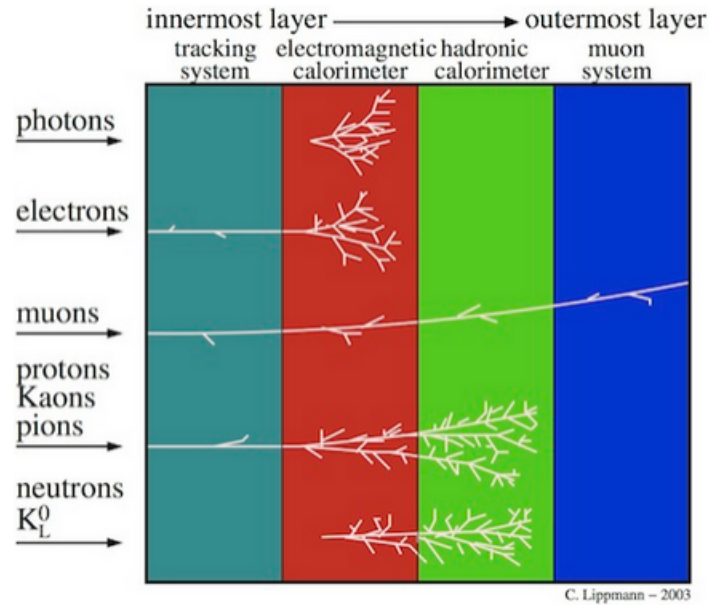 innermost layer outermost layer
tracking electromagnetic hadronic muon
system calorimeter calorimeter system
photons
electrons
muons
protons
Kaons
pions
neutrons
K⁰_L
C. Lippmann – 2003